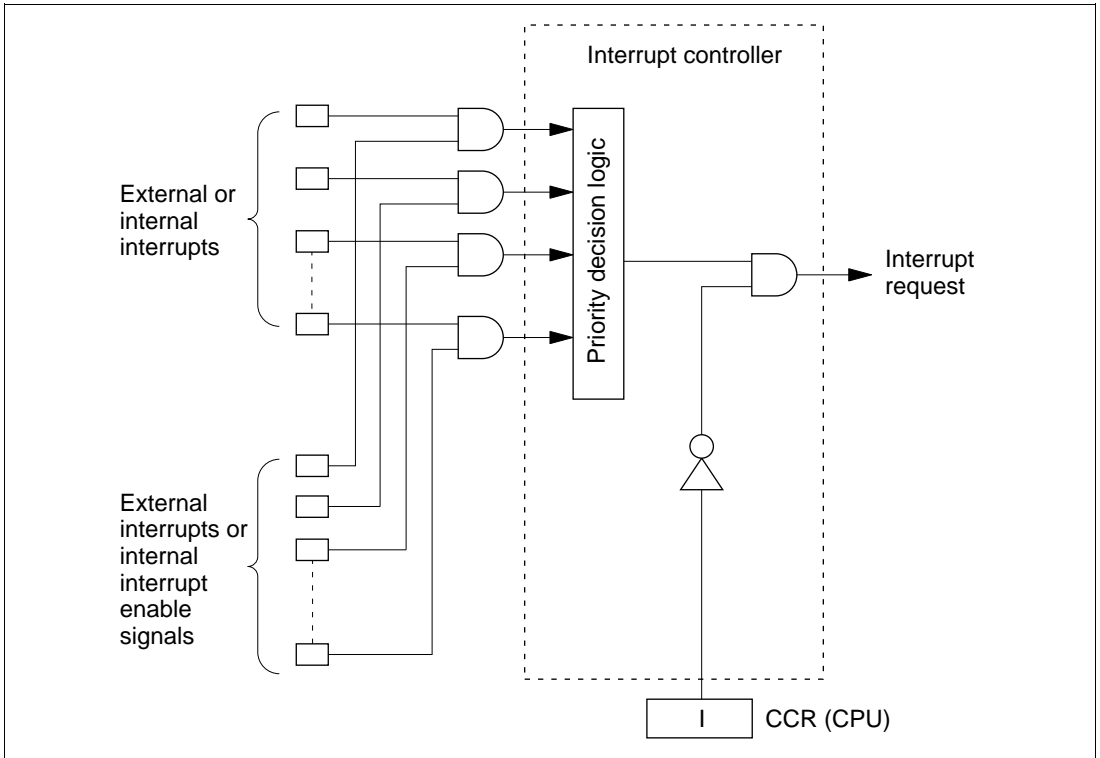 Interrupt controller
External or
internal
interrupts
Priority decision logic
Interrupt
request
External
interrupts or
internal
interrupt
enable
signals
I
CCR (CPU)